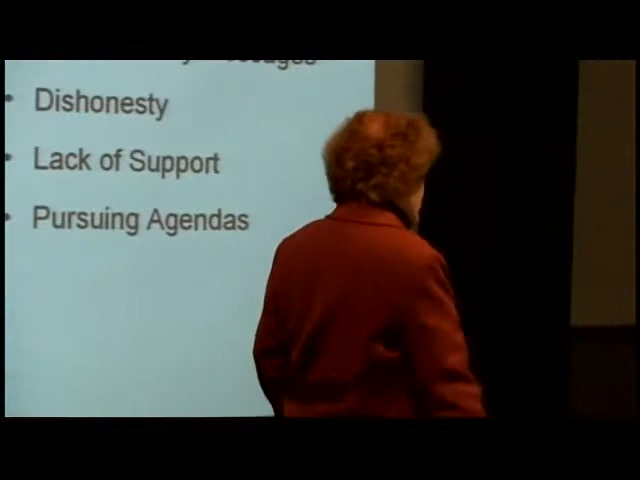 • Dishonesty
• Lack of Support
• Pursuing Agendas